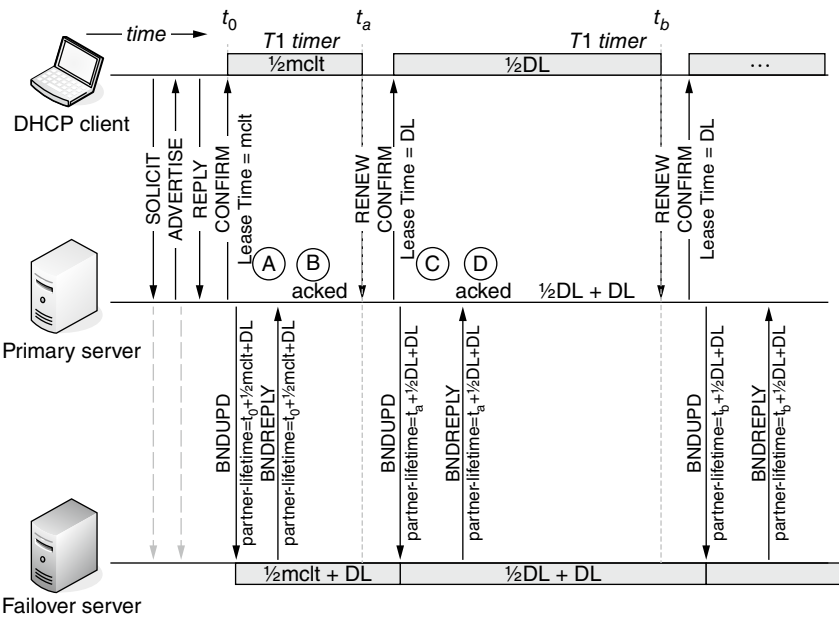 t0 ta tb
time
T1 timer T1 timer
½mclt ½DL ...
DHCP client
SOLICIT
ADVERTISE
REPLY
CONFIRM
Lease Time = mclt
RENEW
CONFIRM
Lease Time = DL
RENEW
CONFIRM
Lease Time = DL
A B C D
acked acked ½DL + DL
Primary server
BNDUPD
partner-lifetime=t0+½mclt+DL
BNDREPLY
partner-lifetime=t0+½mclt+DL
BNDUPD
partner-lifetime=ta+½DL+DL
BNDREPLY
partner-lifetime=ta+½DL+DL
BNDUPD
partner-lifetime=tb+½DL+DL
BNDREPLY
partner-lifetime=tb+½DL+DL
½mclt + DL ½DL + DL
Failover server